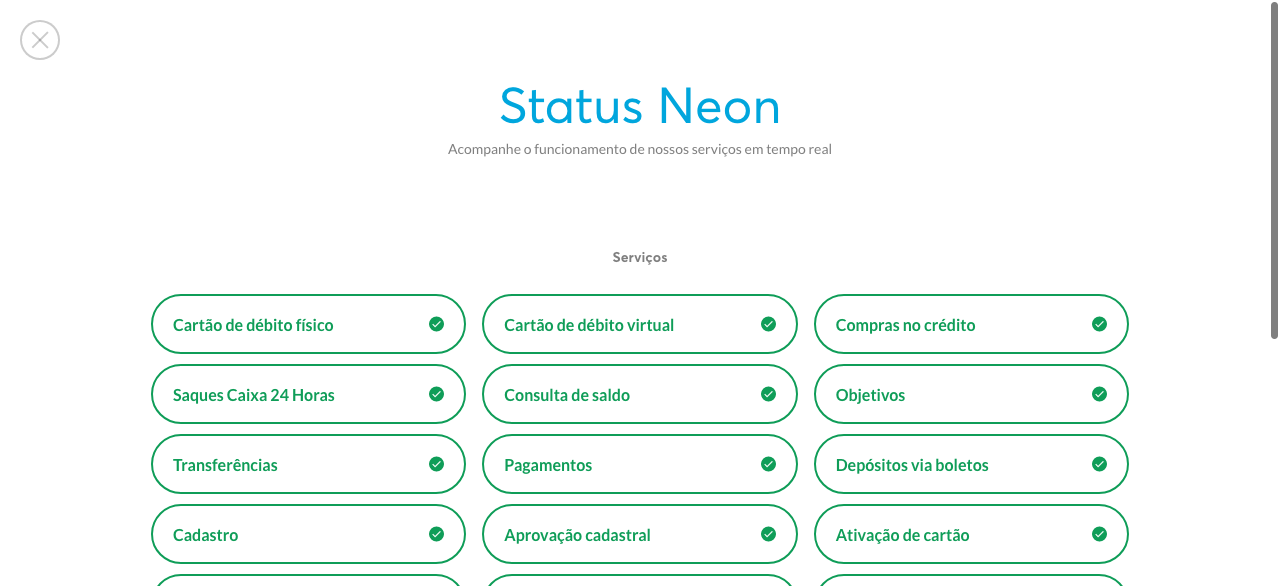 Status Neon
Acompanhe o funcionamento de nossos serviços em tempo real
Serviços
Cartão de débito físico
Cartão de débito virtual
Compras no crédito
Saques Caixa 24 Horas
Consulta de saldo
Objetivos
Transferências
Pagamentos
Depósitos via boletos
Cadastro
Aprovação cadastral
Ativação de cartão